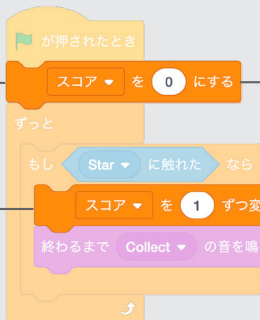 が押されたとき
スコア を 0 にする
ずっと
もし Star に触れた なら
スコア を 1 ずつ変
終わるまで Collect の音を鳴